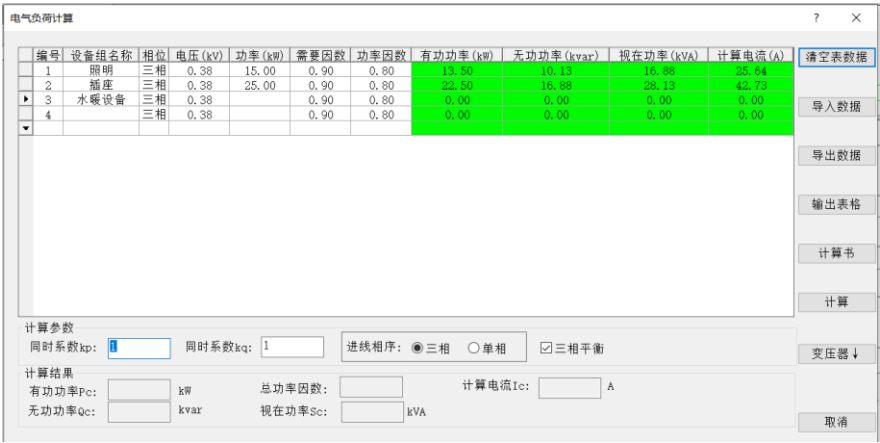 电气负荷计算 ? ×
编号 设备组名称 相位 电压(kV) 功率(kW) 需要因数 功率因数 有功功率(kW) 无功功率(kvar) 视在功率(kVA) 计算电流(A) 清空表数据
1 照明 三相 0.38 15.00 0.90 0.80 13.50 10.13 16.88 25.64
2 插座 三相 0.38 25.00 0.90 0.80 22.50 16.88 28.13 42.73
3 水暖设备 三相 0.38 0.90 0.80 0.00 0.00 0.00 0.00
4 三相 0.38 0.90 0.80 0.00 0.00 0.00 0.00
导入数据
导出数据
输出表格
计算书
计算
变压器↓
取消
计算参数
同时系数kp: 1 同时系数kq: 1 进线相序: 三相 单相 三相平衡
计算结果
有功功率Pc: kW 总功率因数: 计算电流Ic: A
无功功率Qc: kvar 视在功率Sc: kVA